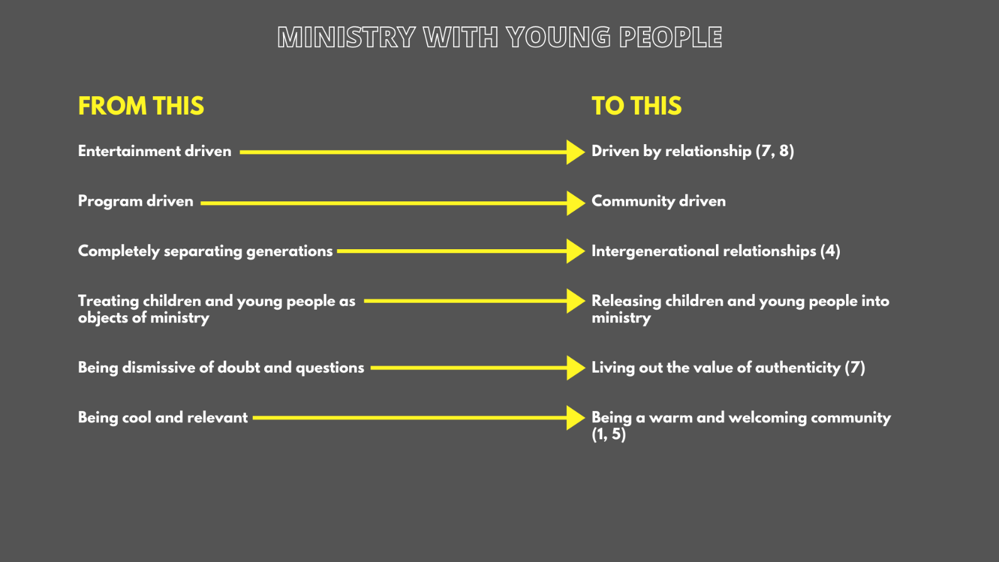 MINISTRY WITH YOUNG PEOPLE
FROM THIS
TO THIS
Entertainment driven
Driven by relationship (7, 8)
Program driven
Community driven
Completely separating generations
Intergenerational relationships (4)
Treating children and young people as
objects of ministry
Releasing children and young people into
ministry
Being dismissive of doubt and questions
Living out the value of authenticity (7)
Being cool and relevant
Being a warm and welcoming community
(1, 5)